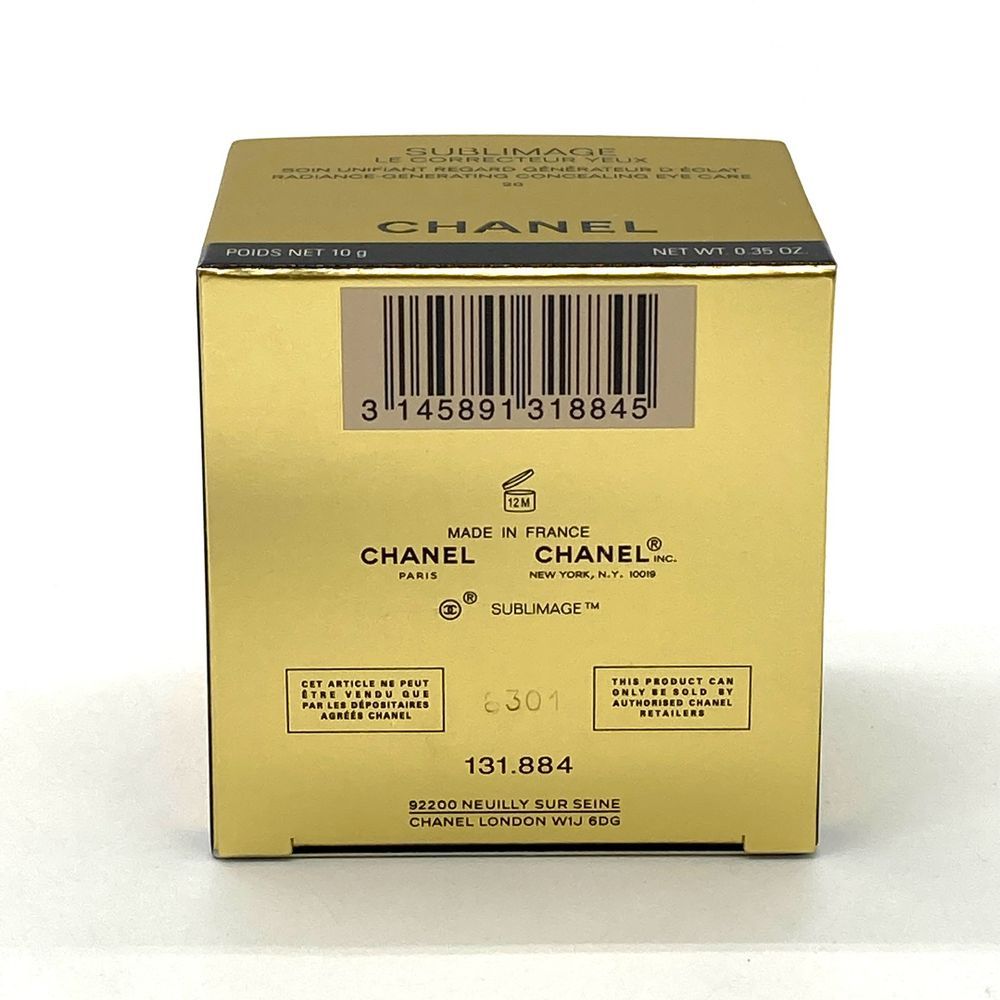 SUBLIMAGE
LE CORRECTEUR YEUX
SOIN UNIFIANT REGARD GÉNÉRATEUR D'ÉCLAT
RADIANCE-GENERATING CONCEALING EYE CARE
CHANEL
POIDS NET 10 g NET WT. 0.35 OZ.
3 145891 318845
12M
MADE IN FRANCE
CHANEL CHANEL® INC.
PARIS NEW YORK, N.Y. 10019
® SUBLIMAGE™
CET ARTICLE NE PEUT
ÊTRE VENDU QUE
PAR LES DÉPOSITAIRES
AGRÉÉS CHANEL
6301
THIS PRODUCT CAN
ONLY BE SOLD BY
AUTHORISED CHANEL
RETAILERS
131.884
92200 NEUILLY SUR SEINE
CHANEL LONDON W1J 6DG